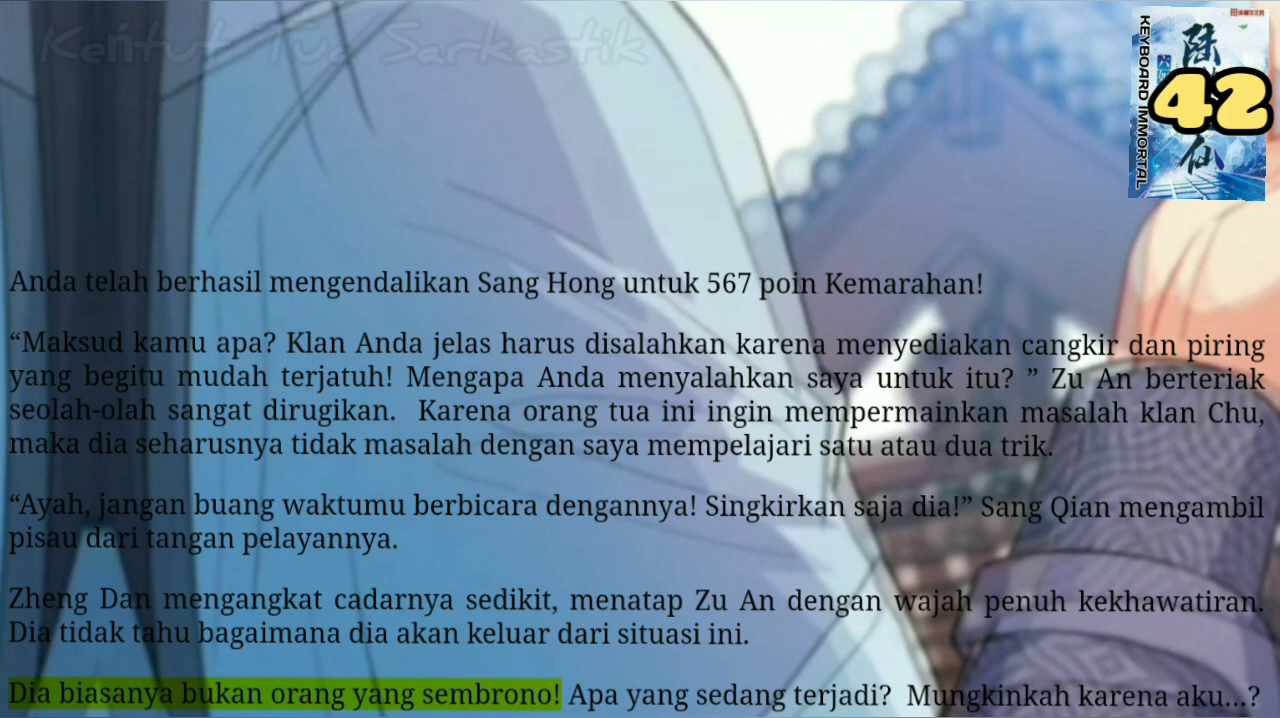 Kentut Tua Sarkastik
KEYBOARD IMMORTAL
42
Anda telah berhasil mengendalikan Sang Hong untuk 567 poin Kemarahan!
“Maksud kamu apa? Klan Anda jelas harus disalahkan karena menyediakan cangkir dan piring
yang begitu mudah terjatuh! Mengapa Anda menyalahkan saya untuk itu? ” Zu An berteriak
seolah-olah sangat dirugikan.  Karena orang tua ini ingin mempermainkan masalah klan Chu,
maka dia seharusnya tidak masalah dengan saya mempelajari satu atau dua trik.
“Ayah, jangan buang waktumu berbicara dengannya! Singkirkan saja dia!” Sang Qian mengambil
pisau dari tangan pelayannya.
Zheng Dan mengangkat cadarnya sedikit, menatap Zu An dengan wajah penuh kekhawatiran.
Dia tidak tahu bagaimana dia akan keluar dari situasi ini.
Dia biasanya bukan orang yang sembrono! Apa yang sedang terjadi?  Mungkinkah karena aku...?